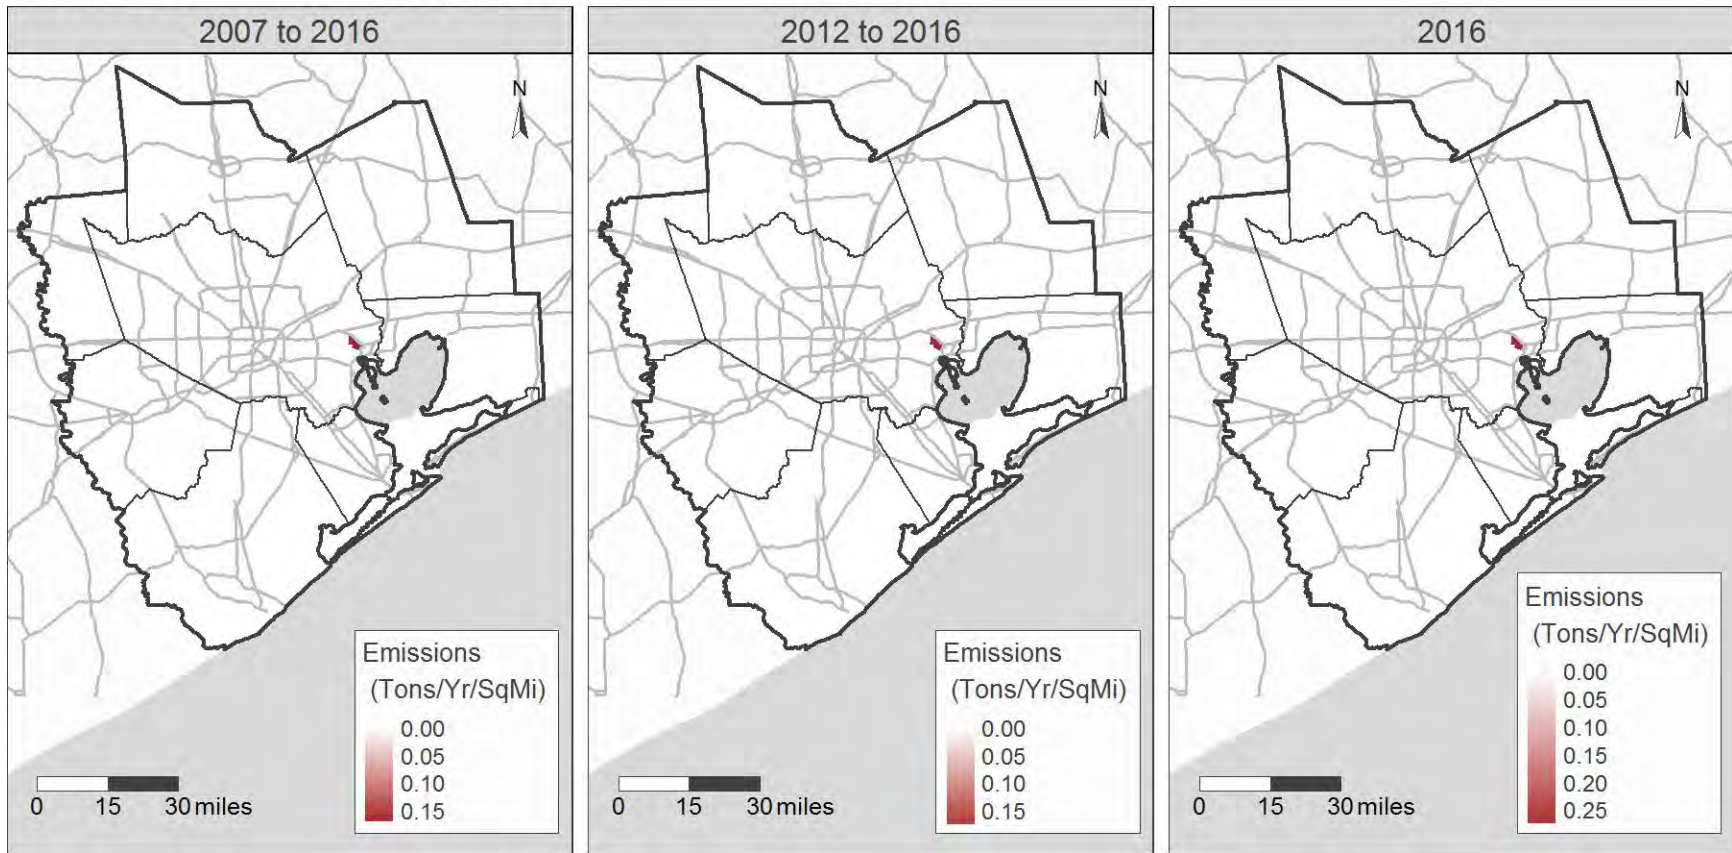 2007 to 2016
N
Emissions
(Tons/Yr/SqMi)
0.00
0.05
0.10
0.15
0 15 30 miles
2012 to 2016
N
Emissions
(Tons/Yr/SqMi)
0.00
0.05
0.10
0.15
0 15 30 miles
2016
N
Emissions
(Tons/Yr/SqMi)
0.00
0.05
0.10
0.15
0.20
0.25
0 15 30 miles